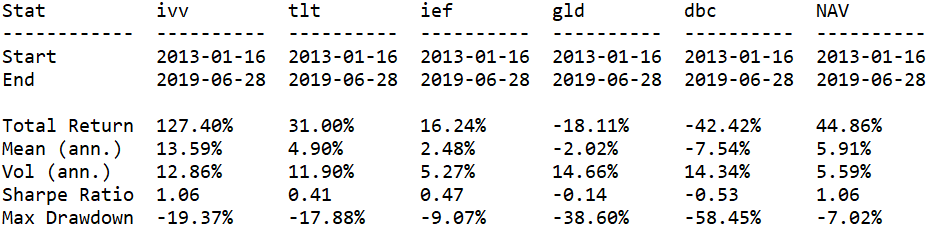 Stat ivv tlt ief gld dbc NAV
------------ ---------- ---------- ---------- ---------- ---------- ----------
Start 2013-01-16 2013-01-16 2013-01-16 2013-01-16 2013-01-16 2013-01-16
End 2019-06-28 2019-06-28 2019-06-28 2019-06-28 2019-06-28 2019-06-28
Total Return 127.40% 31.00% 16.24% -18.11% -42.42% 44.86%
Mean (ann.) 13.59% 4.90% 2.48% -2.02% -7.54% 5.91%
Vol (ann.) 12.86% 11.90% 5.27% 14.66% 14.34% 5.59%
Sharpe Ratio 1.06 0.41 0.47 -0.14 -0.53 1.06
Max Drawdown -19.37% -17.88% -9.07% -38.60% -58.45% -7.02%